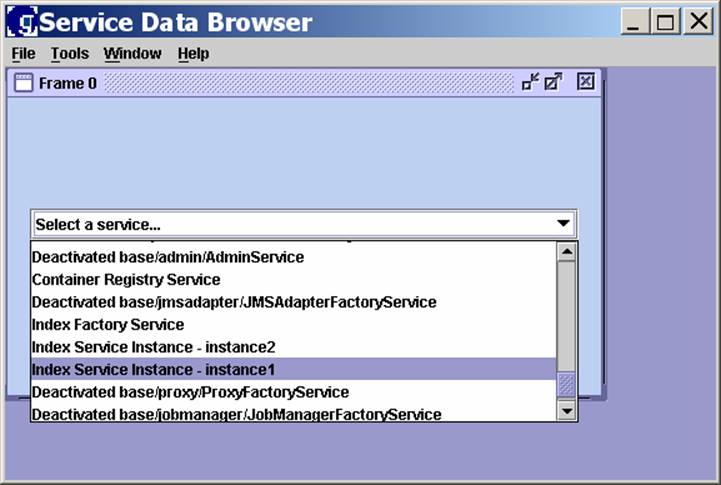 g Service Data Browser
File Tools Window Help
Frame 0
Select a service...
Deactivated base/admin/AdminService
Container Registry Service
Deactivated base/jmsadapter/JMSAdapterFactoryService
Index Factory Service
Index Service Instance - instance2
Index Service Instance - instance1
Deactivated base/proxy/ProxyFactoryService
Deactivated base/jobmanager/JobManagerFactoryService